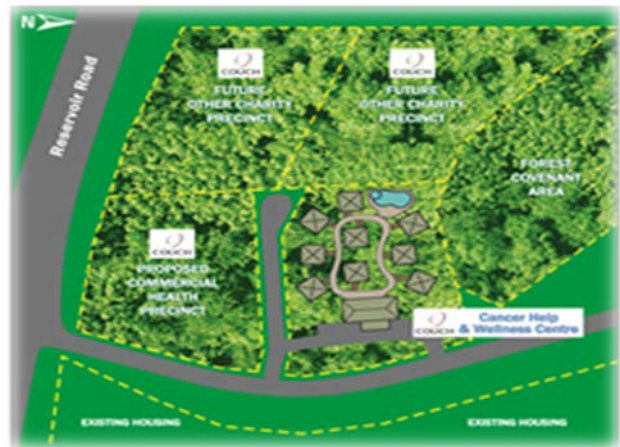 N
Reservoir Road
COUCH
FUTURE
OTHER CHARITY
PRECINCT
COUCH
FUTURE
OTHER CHARITY
PRECINCT
FOREST
COVENANT
AREA
COUCH
PROPOSED
COMMERCIAL
HEALTH
PRECINCT
COUCH
Cancer Help
& Wellness Centre
EXISTING HOUSING
EXISTING HOUSING